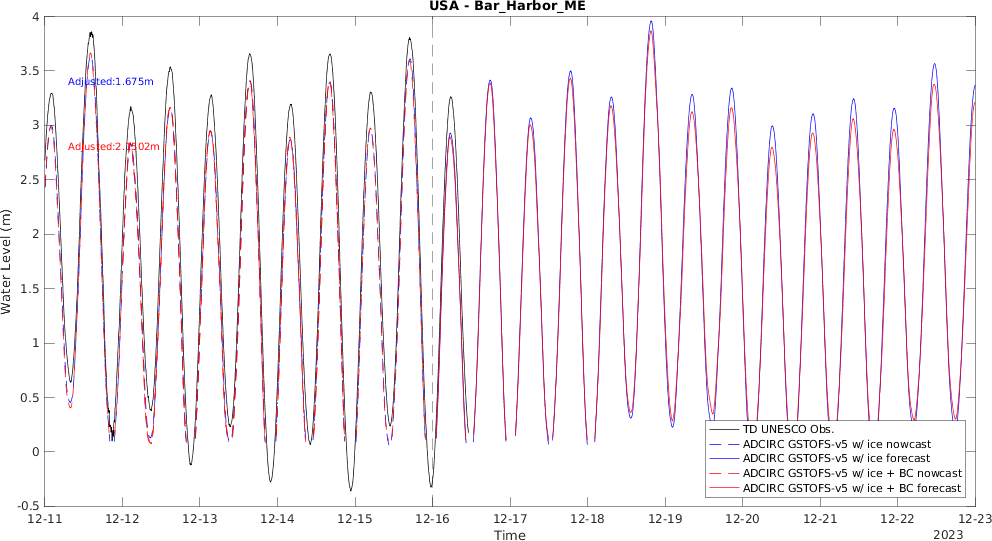 USA - Bar_Harbor_ME
4
3.5
3
2.5
2
1.5
1
0.5
0
-0.5
Water Level (m)
Adjusted:1.675m
12-11 12-12 12-13 12-14 12-15 12-16 12-17 12-18 12-19 12-20 12-21 12-22 12-23
Time
2023
TD UNESCO Obs.
ADCIRC GSTOFS-v5 w/ ice nowcast
ADCIRC GSTOFS-v5 w/ ice forecast
ADCIRC GSTOFS-v5 w/ ice + BC nowcast
ADCIRC GSTOFS-v5 w/ ice + BC forecast